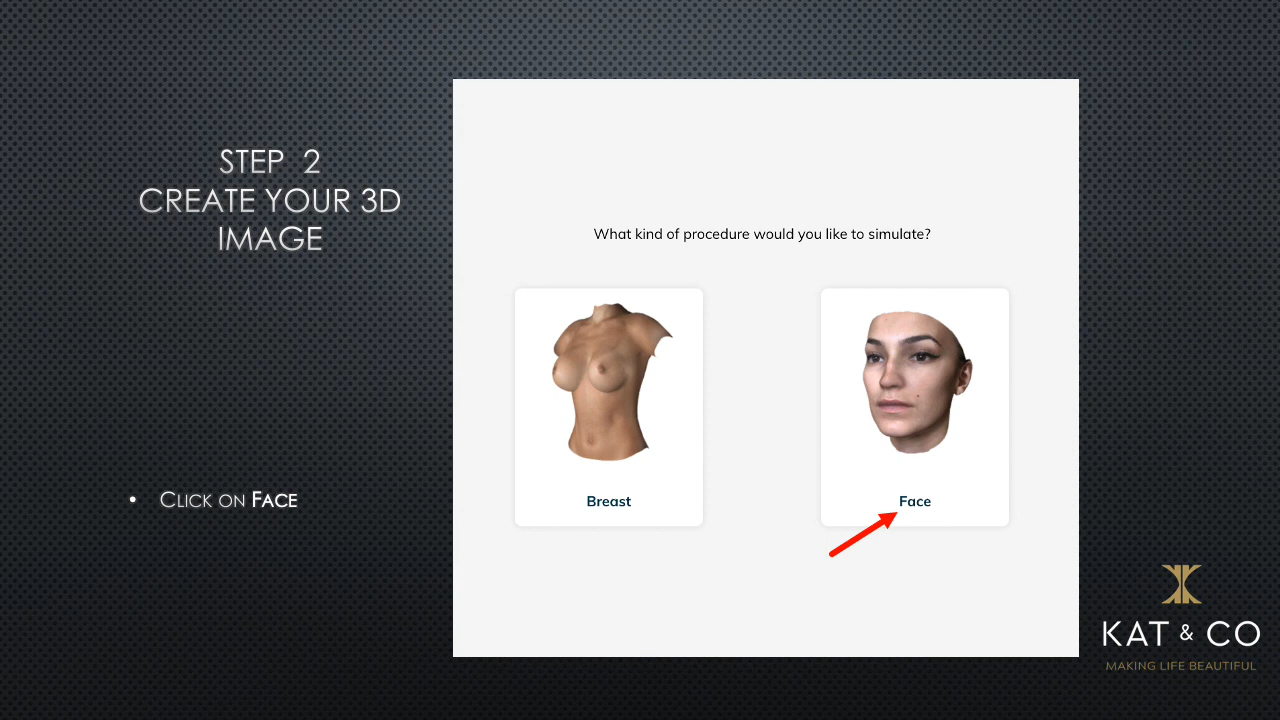 STEP 2
CREATE YOUR 3D
IMAGE
What kind of procedure would you like to simulate?
Breast
Face
• CLICK ON FACE
KAT & CO
MAKING LIFE BEAUTIFUL